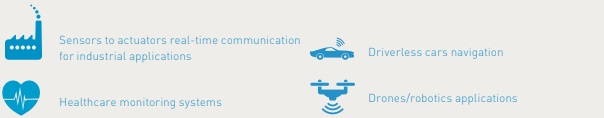 Sensors to actuators real-time communication
for industrial applications
Driverless cars navigation
Healthcare monitoring systems
Drones/robotics applications